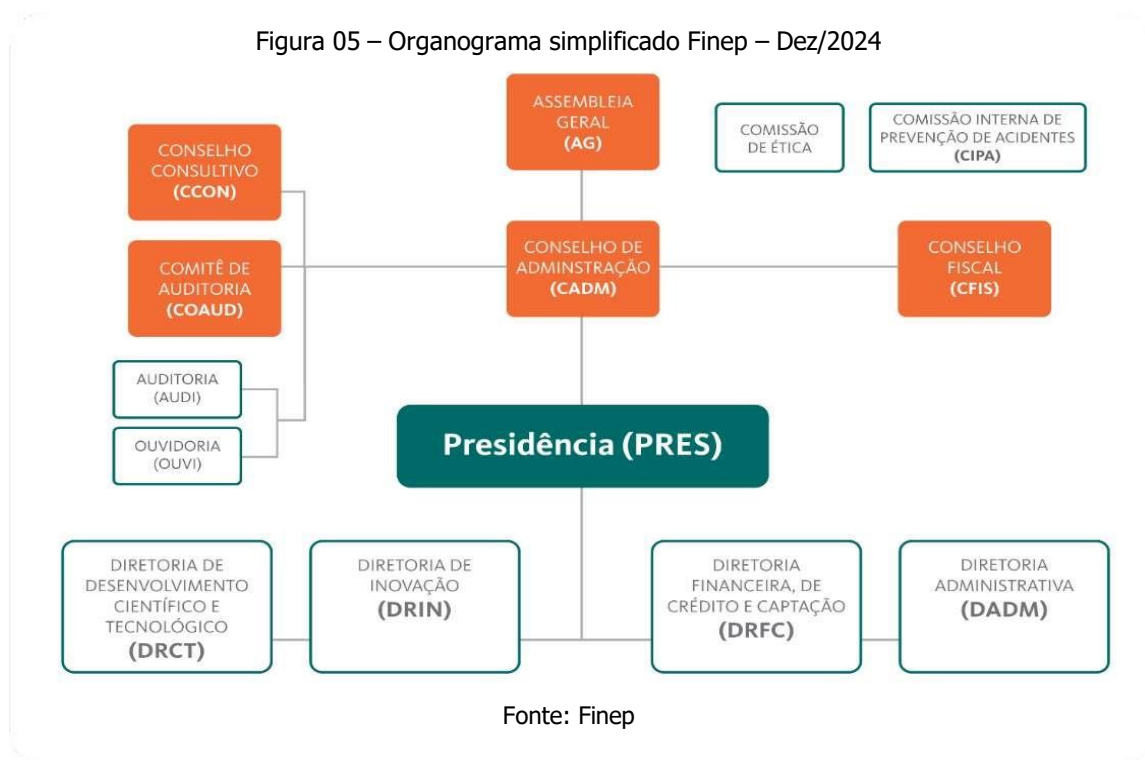 Figura 05 – Organograma simplificado Finep – Dez/2024
ASSEMBLEIA
GERAL
(AG)
COMISSÃO
DE ÉTICA
COMISSÃO INTERNA DE
PREVENÇÃO DE ACIDENTES
(CIPA)
CONSELHO
CONSULTIVO
(CCON)
COMITÊ DE
AUDITORIA
(COAUD)
CONSELHO DE
ADMINSTRAÇÃO
(CADM)
CONSELHO
FISCAL
(CFIS)
AUDITORIA
(AUDI)
OUVIDORIA
(OUVI)
Presidência (PRES)
DIRETORIA DE
DESENVOLVIMENTO
CIENTÍFICO E
TECNOLÓGICO
(DRCT)
DIRETORIA DE
INOVAÇÃO
(DRIN)
DIRETORIA
FINANCEIRA, DE
CRÉDITO E CAPTAÇÃO
(DRFC)
DIRETORIA
ADMINISTRATIVA
(DADM)
Fonte: Finep